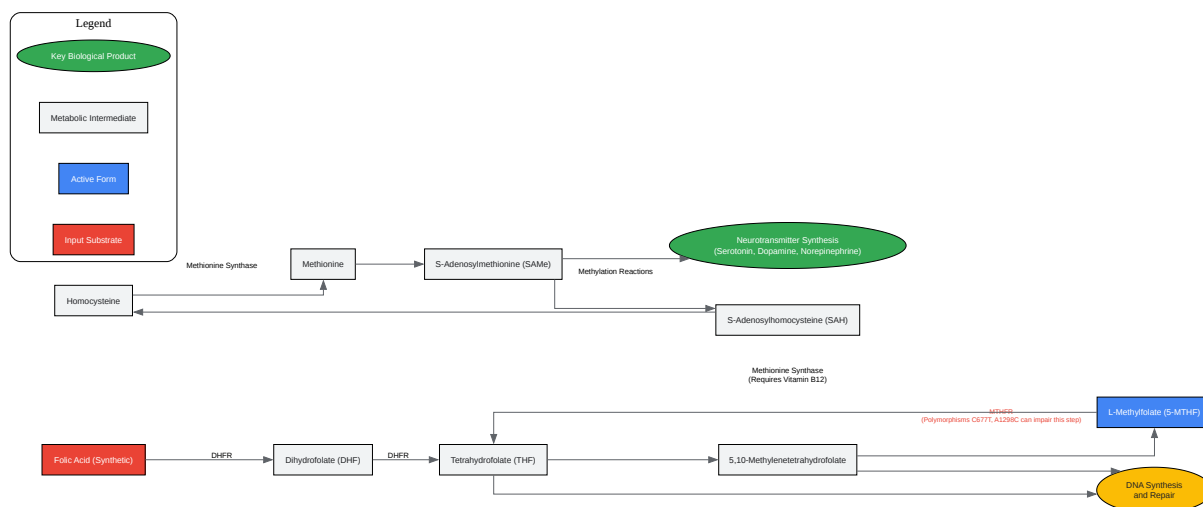 Legend
Key Biological Product
Metabolic Intermediate
Active Form
Input Substrate
Neurotransmitter Synthesis
(Serotonin, Dopamine, Norepinephrine)
Methionine Synthase
Methionine
S-Adenosylmethionine (SAMe)
Methylation Reactions
Homocysteine
S-Adenosylhomocysteine (SAH)
Methionine Synthase
(Requires Vitamin B12)
MTHFR
(Polymorphisms C677T, A1298C can impair this step)
L-Methylfolate (5-MTHF)
Folic Acid (Synthetic)
DHFR
Dihydrofolate (DHF)
DHFR
Tetrahydrofolate (THF)
5,10-Methylenetetrahydrofolate
DNA Synthesis
and Repair